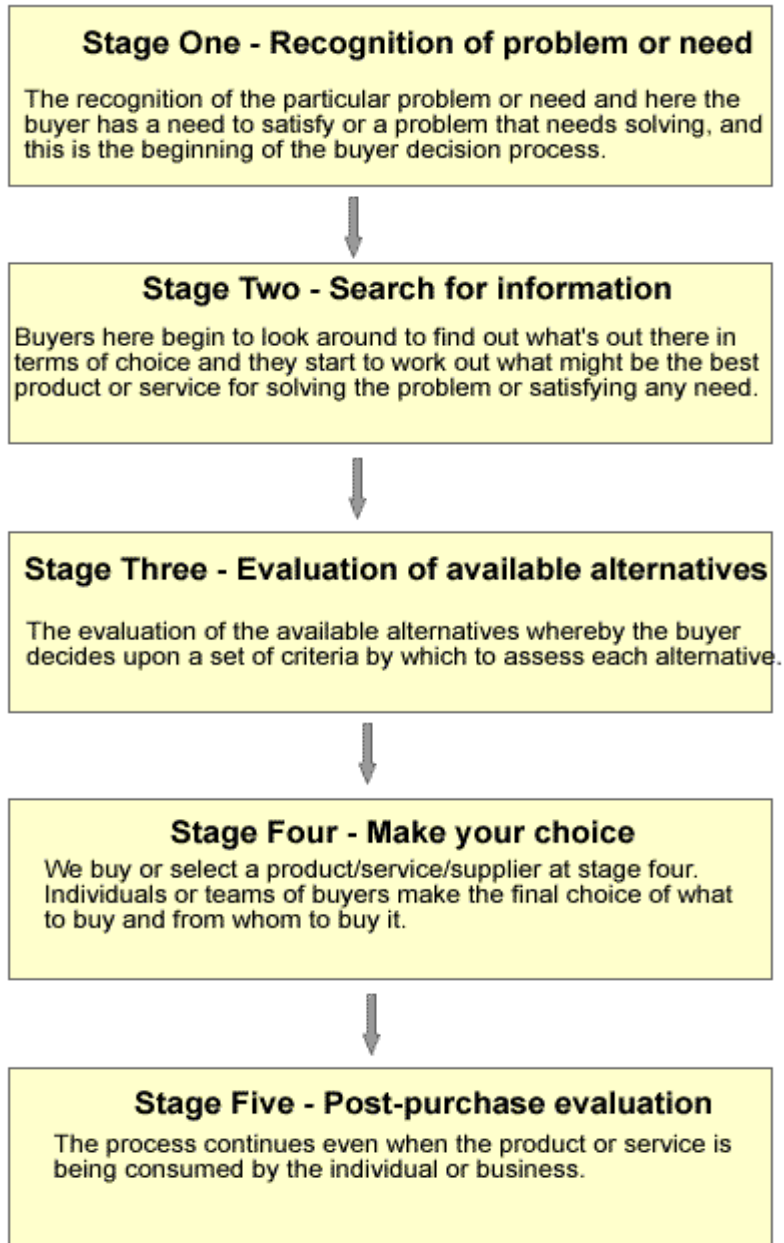 Stage One - Recognition of problem or need
The recognition of the particular problem or need and here the
buyer has a need to satisfy or a problem that needs solving, and
this is the beginning of the buyer decision process.
Stage Two - Search for information
Buyers here begin to look around to find out what's out there in
terms of choice and they start to work out what might be the best
product or service for solving the problem or satisfying any need.
Stage Three - Evaluation of available alternatives
The evaluation of the available alternatives whereby the buyer
decides upon a set of criteria by which to assess each alternative.
Stage Four - Make your choice
We buy or select a product/service/supplier at stage four.
Individuals or teams of buyers make the final choice of what
to buy and from whom to buy it.
Stage Five - Post-purchase evaluation
The process continues even when the product or service is
being consumed by the individual or business.